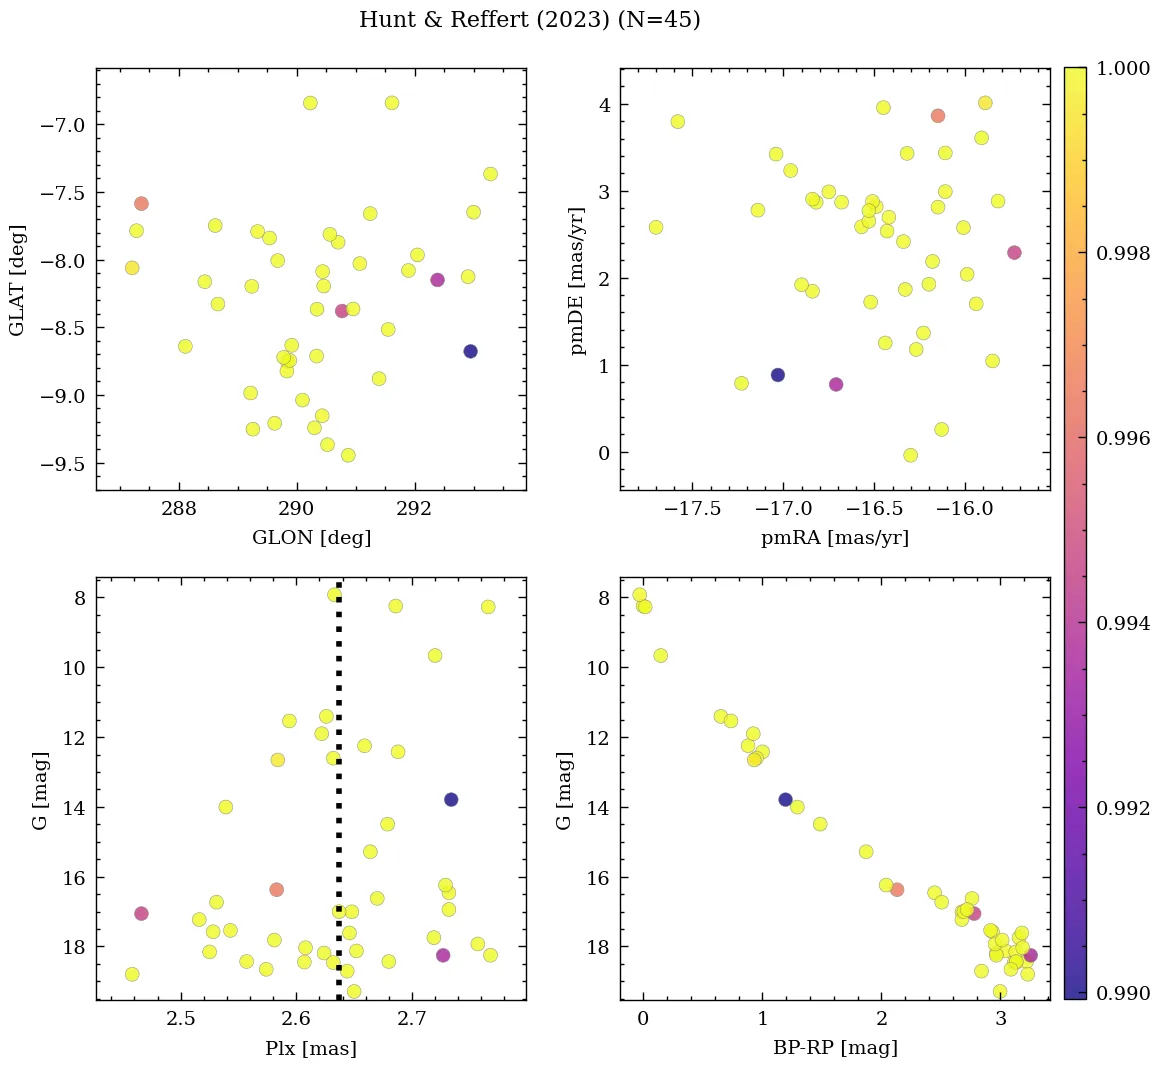 Hunt & Reffert (2023) (N=45)
−7.0
−7.5
−8.0
−8.5
−9.0
−9.5
GLAT [deg]
288 290 292
GLON [deg]
4
3
2
1
0
pmDE [mas/yr]
−17.5 −17.0 −16.5 −16.0
pmRA [mas/yr]
8
10
12
14
16
18
G [mag]
2.5 2.6 2.7
Plx [mas]
8
10
12
14
16
18
G [mag]
0 1 2 3
BP-RP [mag]
1.000
0.998
0.996
0.994
0.992
0.990